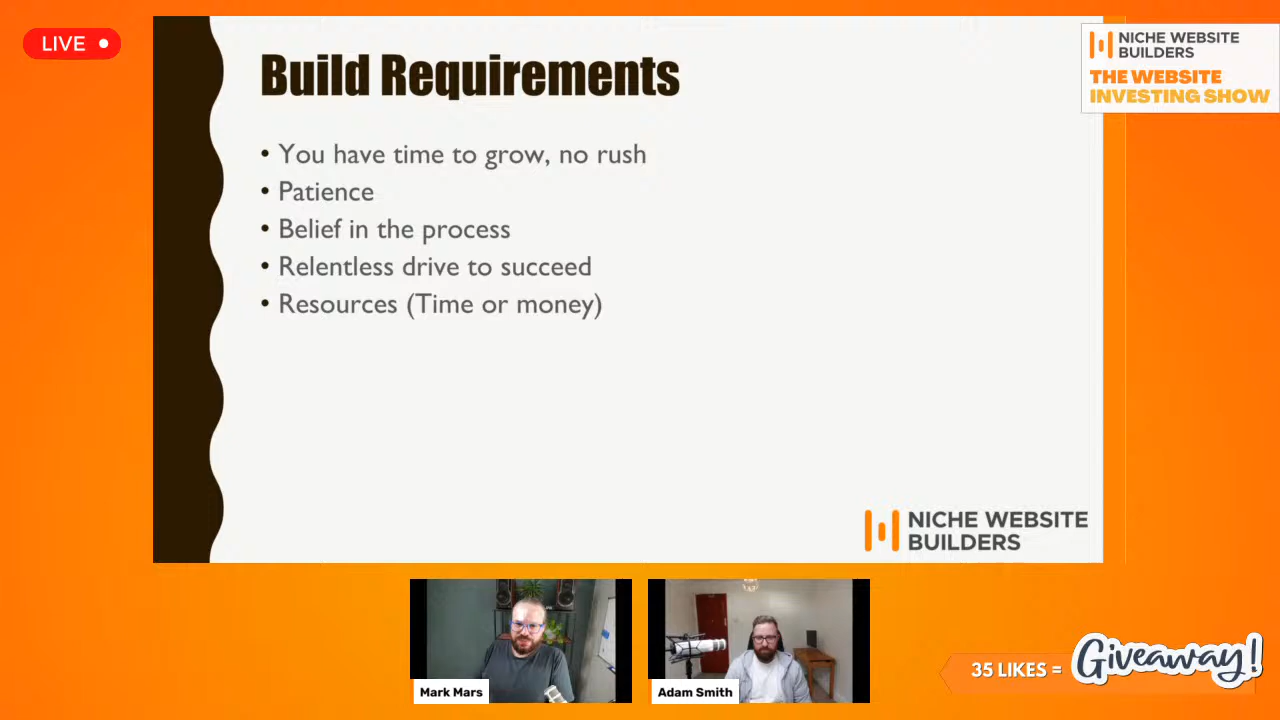 LIVE
NICHE WEBSITE
BUILDERS
THE WEBSITE
INVESTING SHOW
Build Requirements
• You have time to grow, no rush
• Patience
• Belief in the process
• Relentless drive to succeed
• Resources (Time or money)
NICHE WEBSITE
BUILDERS
Mark Mars
Adam Smith
35 LIKES =
Giveaway!